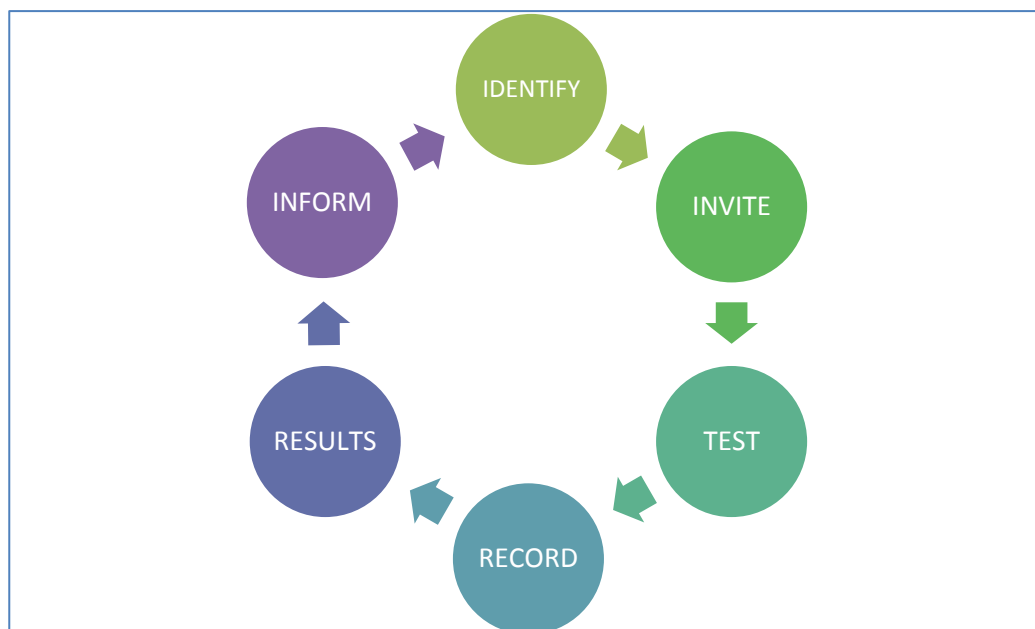 IDENTIFY
INVITE
TEST
RECORD
RESULTS
INFORM